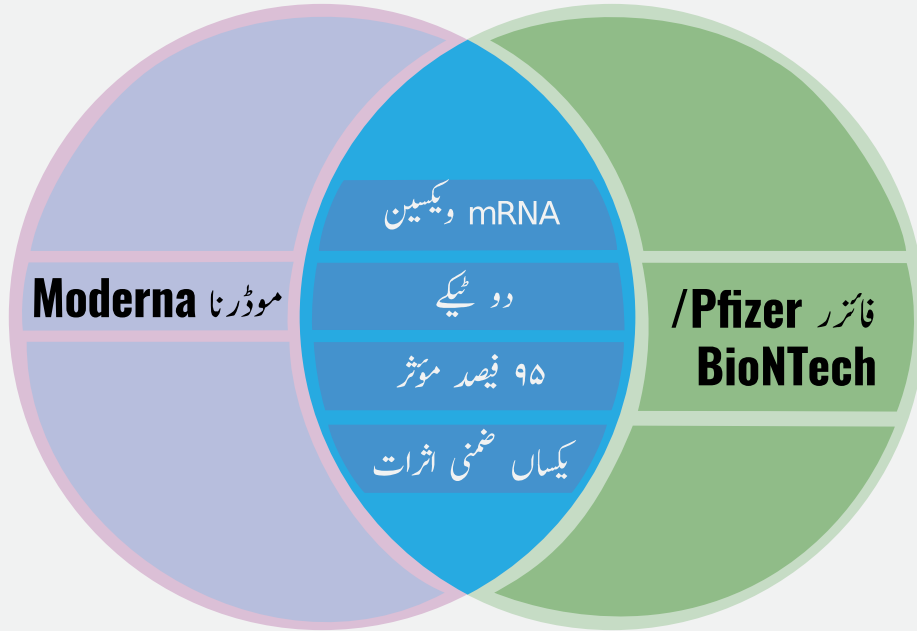 mRNA ویکسین
دو ٹیکے
۹۵ فیصد مؤثر
یکساں ضمنی اثرات
موڈرنا Moderna
فائزر Pfizer/
BioNTech